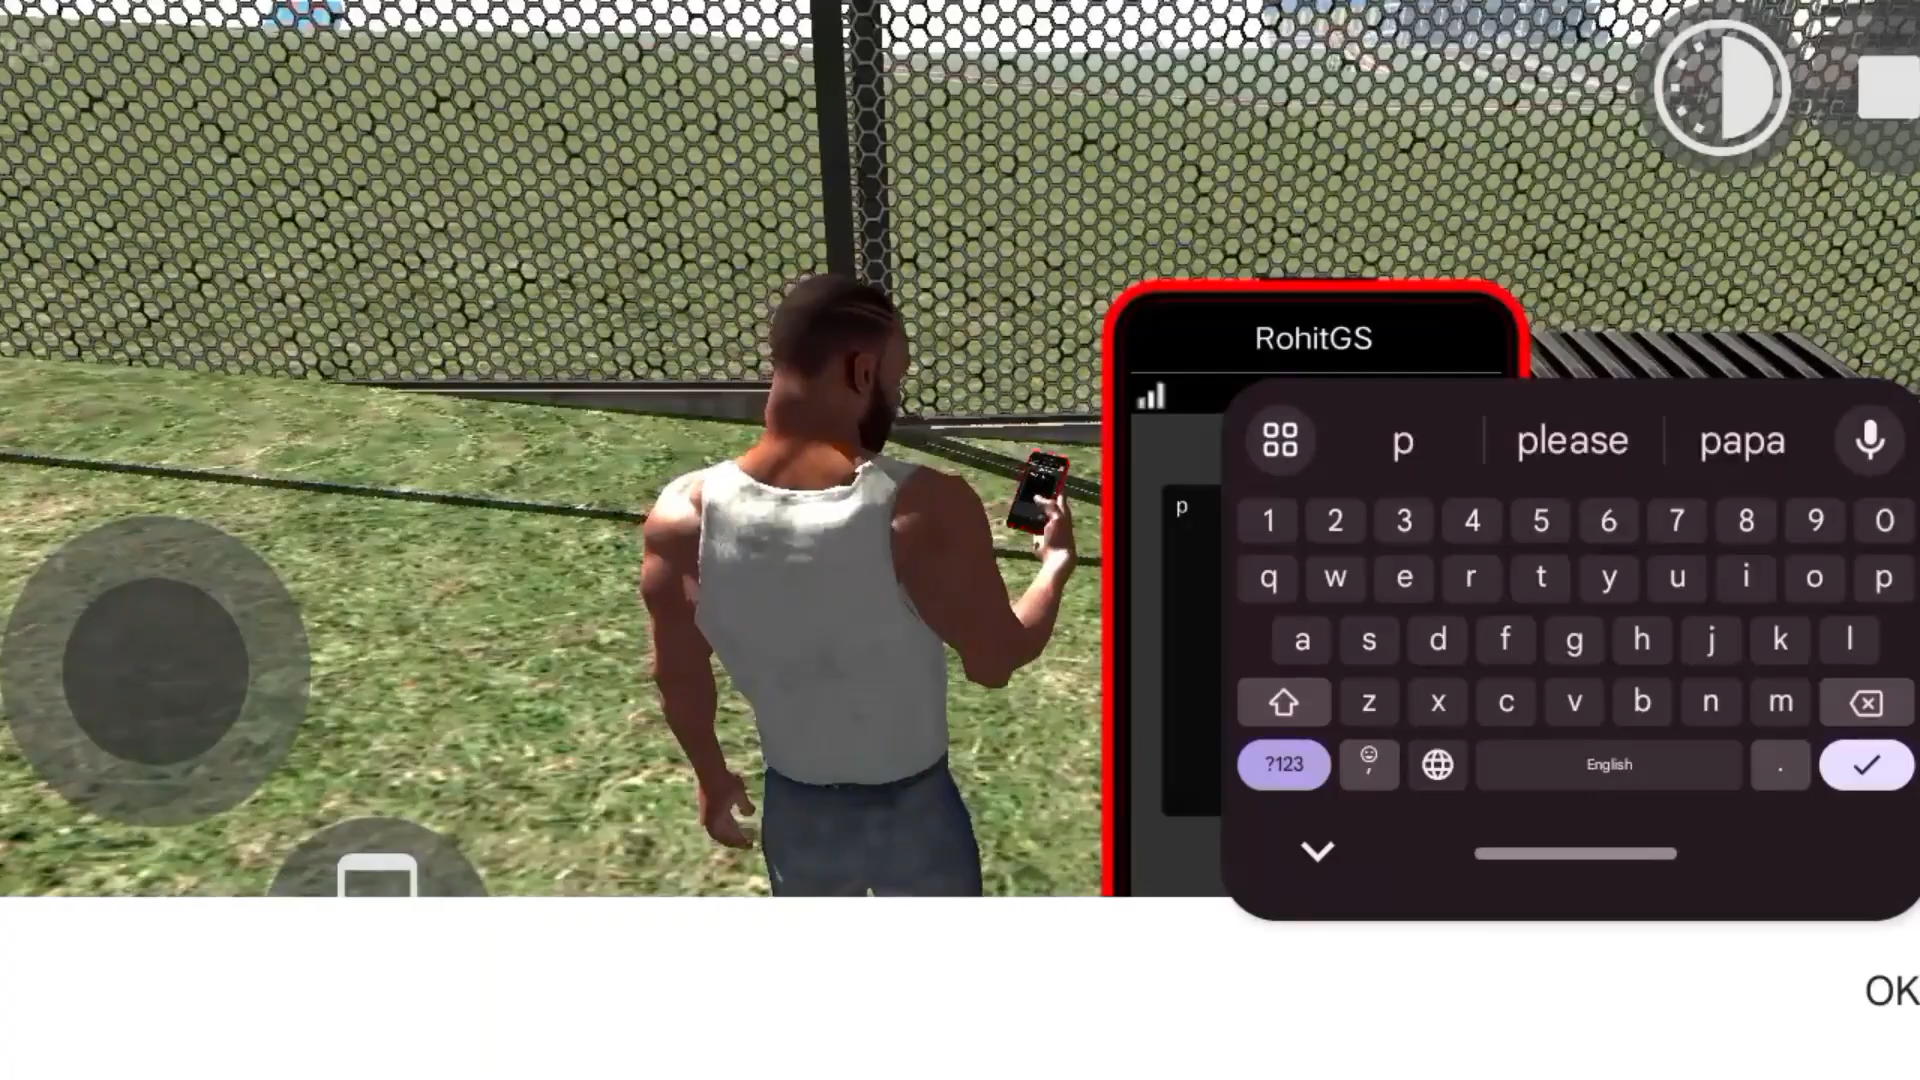 RohitGS
p please papa
p
1 2 3 4 5 6 7 8 9 0
q w e r t y u i o p
a s d f g h j k l
z x c v b n m
?123 , English .
OK